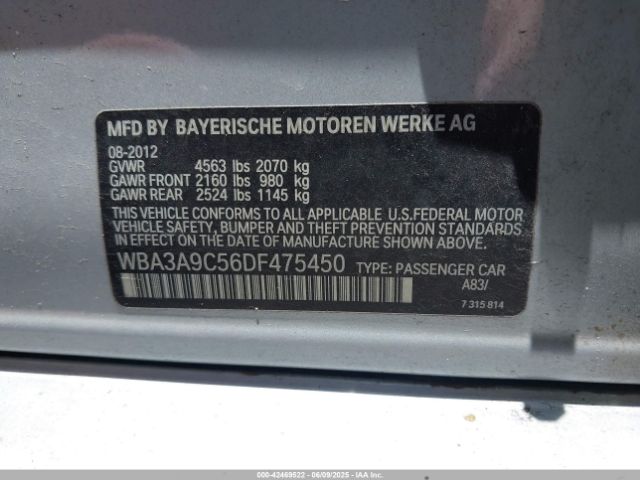 MFD BY BAYERISCHE MOTOREN WERKE AG
08-2012
GVWR 4563 lbs 2070 kg
GAWR FRONT 2160 lbs 980 kg
GAWR REAR 2524 lbs 1145 kg
THIS VEHICLE CONFORMS TO ALL APPLICABLE U.S.FEDERAL MOTOR
VEHICLE SAFETY, BUMPER AND THEFT PREVENTION STANDARDS
IN EFFECT ON THE DATE OF MANUFACTURE SHOWN ABOVE.
WBA3A9C56DF475450 TYPE: PASSENGER CAR
A83/
7 315 814
000-42469522 - 06/09/2025 - IAAI.COM